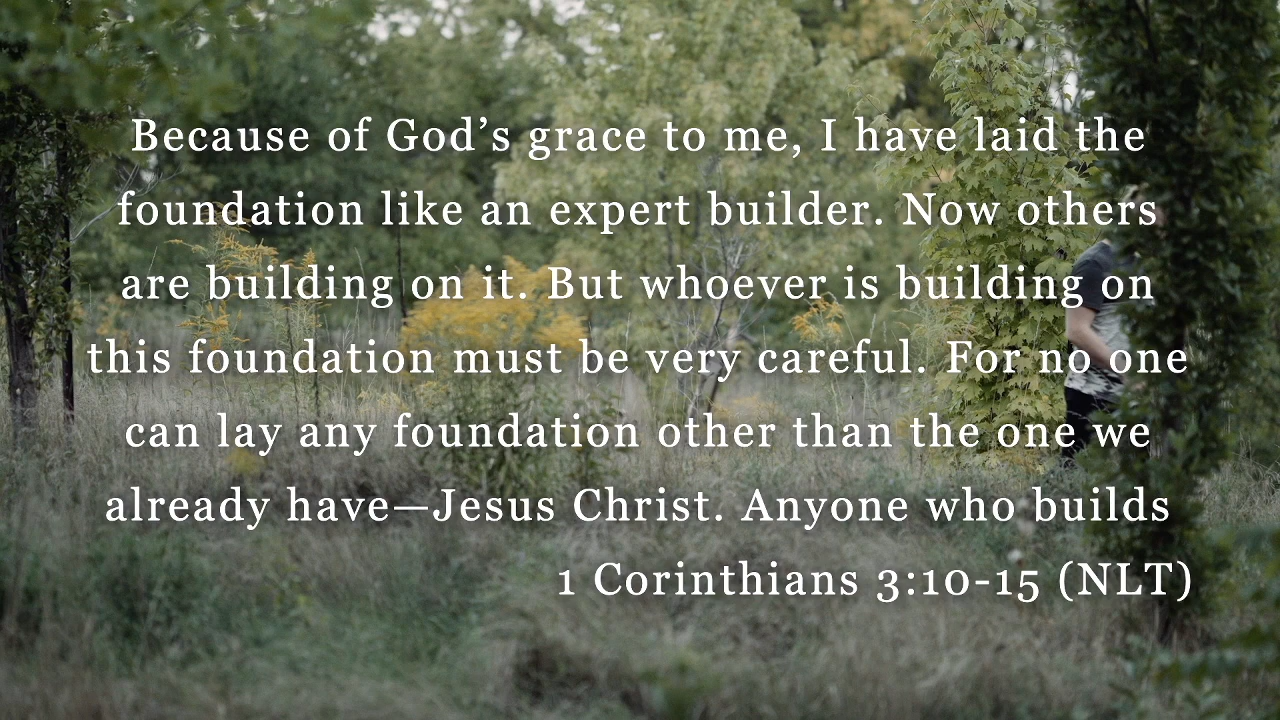 Because of God’s grace to me, I have laid the
foundation like an expert builder. Now others
are building on it. But whoever is building on
this foundation must be very careful. For no one
can lay any foundation other than the one we
already have—Jesus Christ. Anyone who builds
1 Corinthians 3:10-15 (NLT)